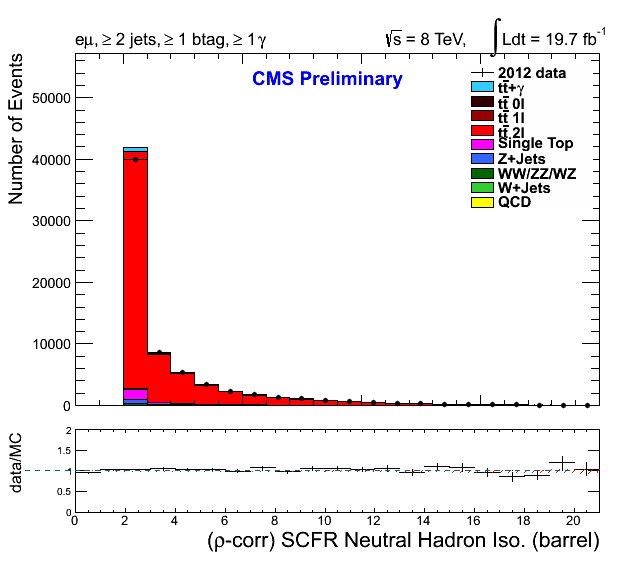 eμ, ≥ 2 jets, ≥ 1 btag, ≥ 1 γ
√s = 8 TeV, ∫ Ldt = 19.7 fb⁻¹
CMS Preliminary
2012 data
tt̅+γ
tt̅ 0l
tt̅ 1l
tt̅ 2l
Single Top
Z+Jets
WW/ZZ/WZ
W+Jets
QCD
Number of Events
50000
40000
30000
20000
10000
0
data/MC
2
1.5
1
0.5
0
0 2 4 6 8 10 12 14 16 18 20
(ρ-corr) SCFR Neutral Hadron Iso. (barrel)